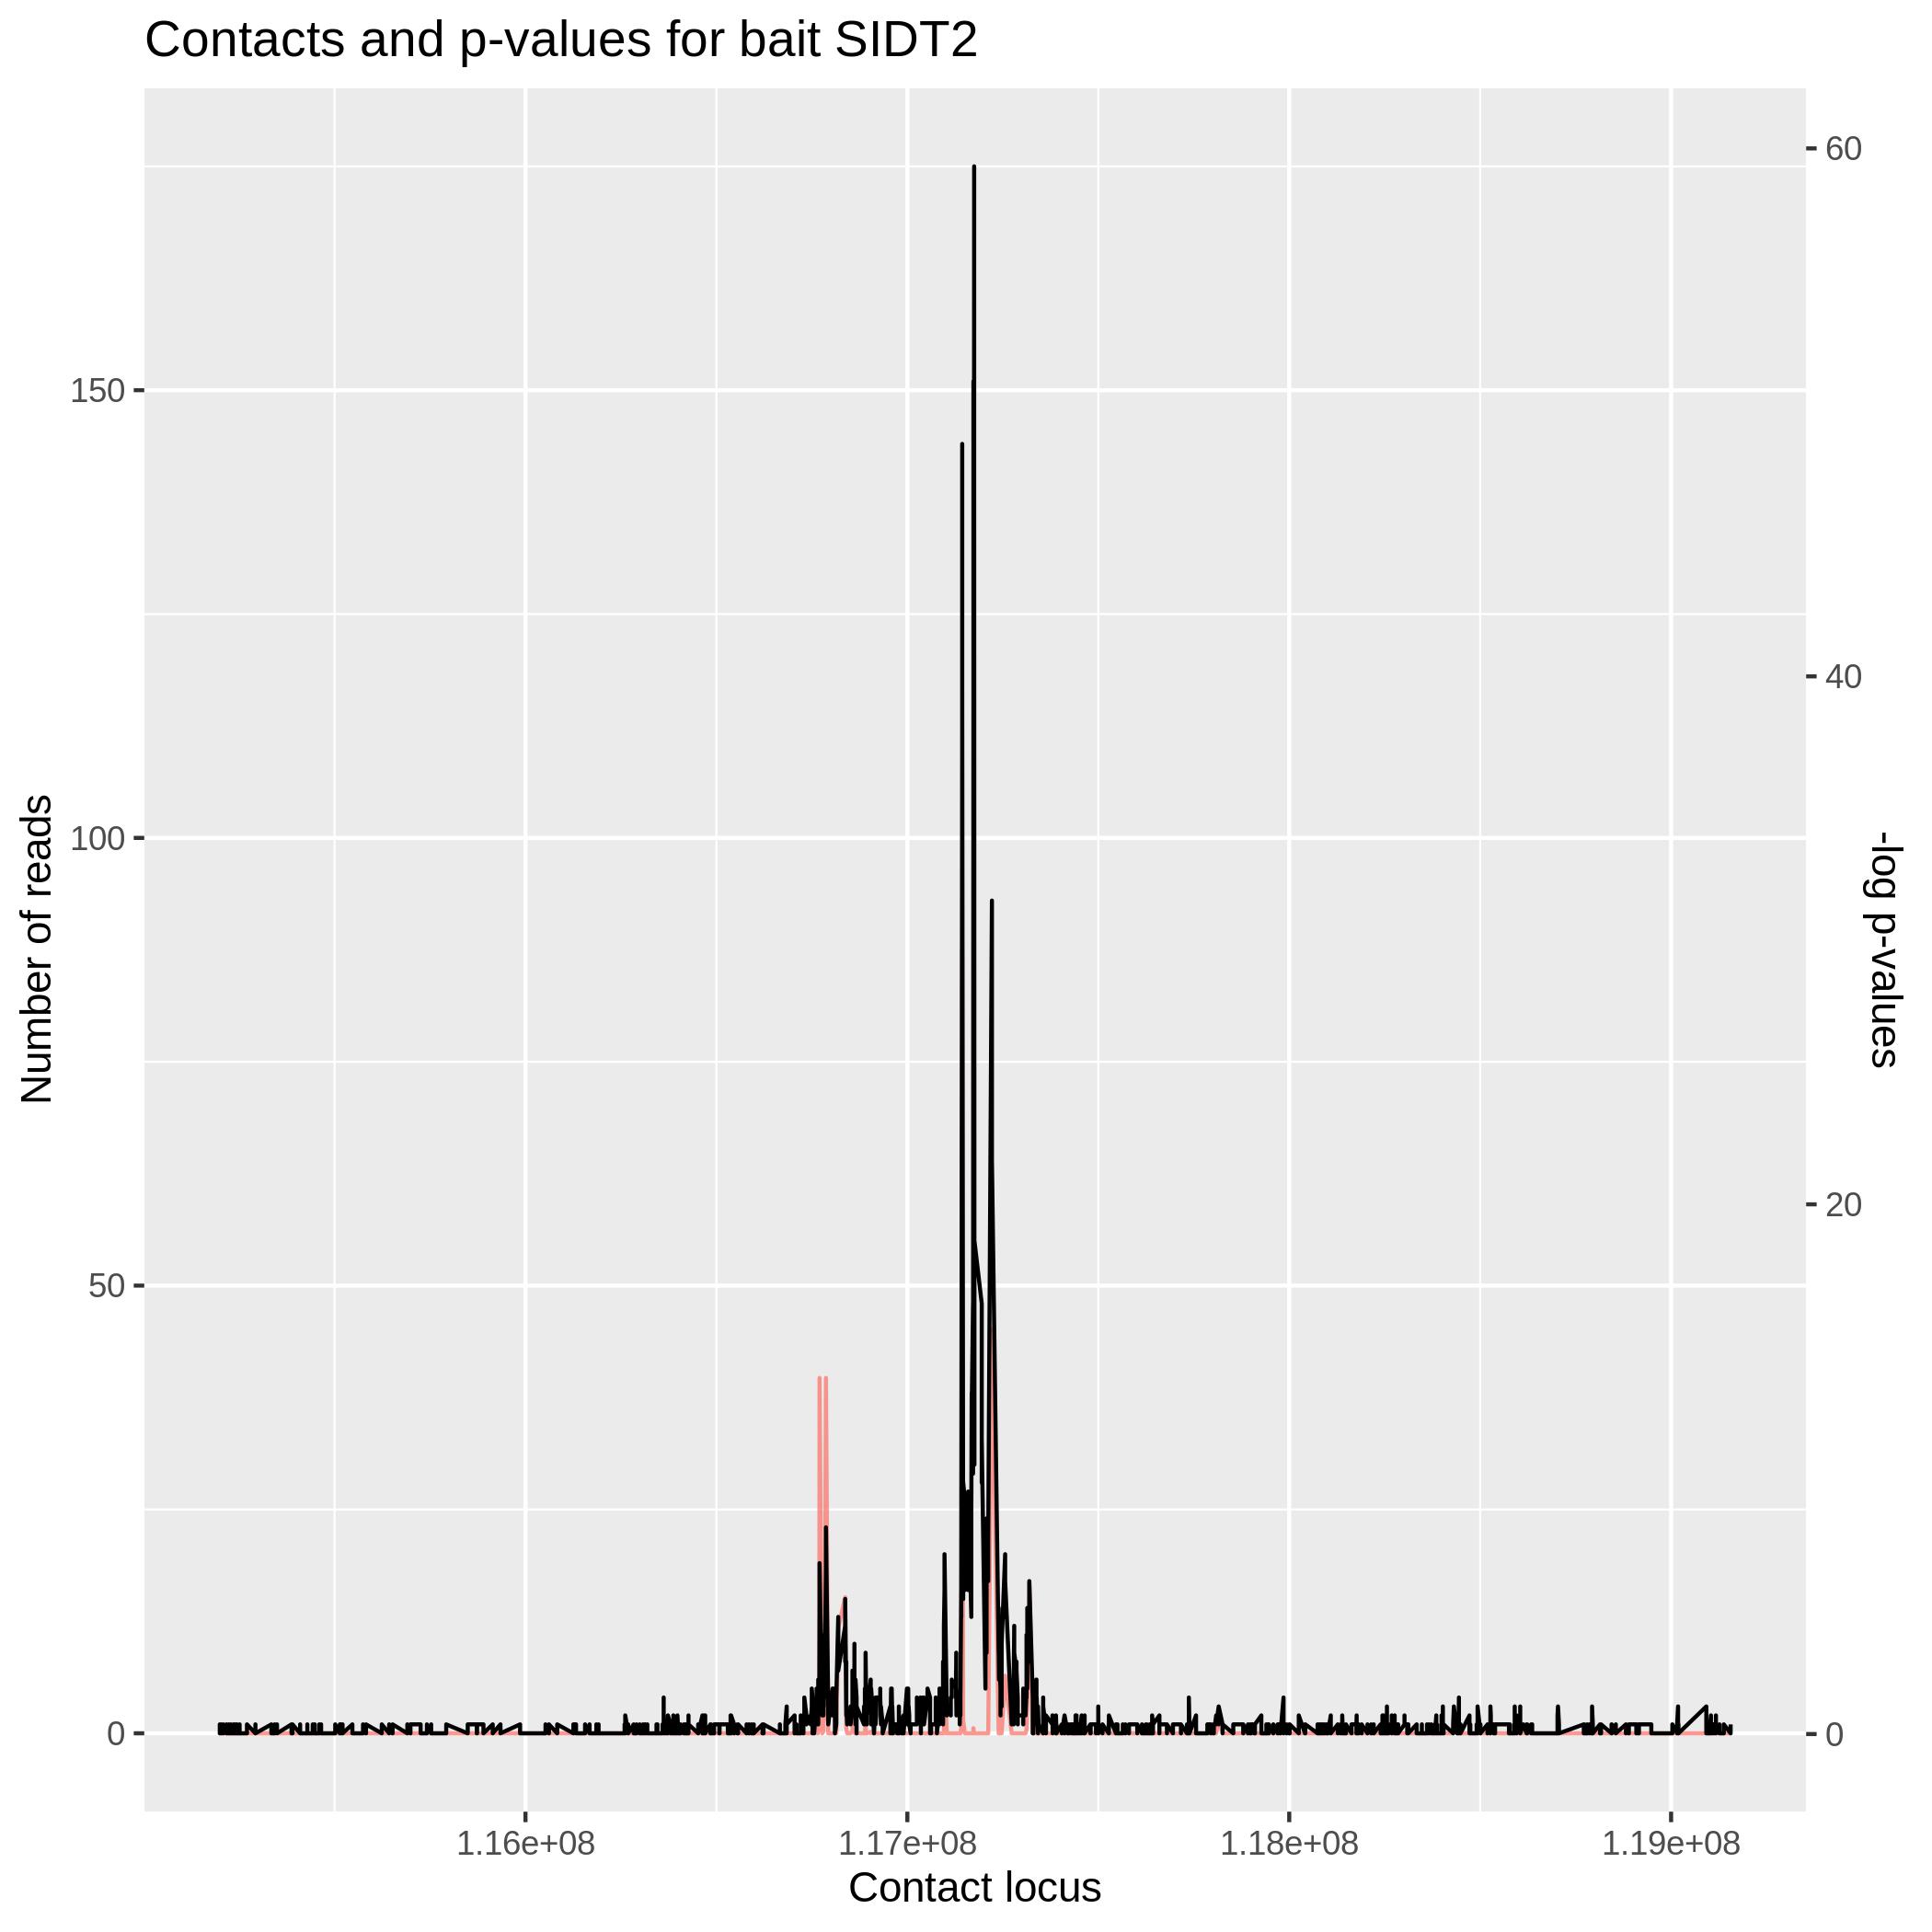 Contacts and p-values for bait SIDT2
Number of reads
150
100
50
0
60
40
20
0
-log p-values
1.16e+08
1.17e+08
1.18e+08
1.19e+08
Contact locus